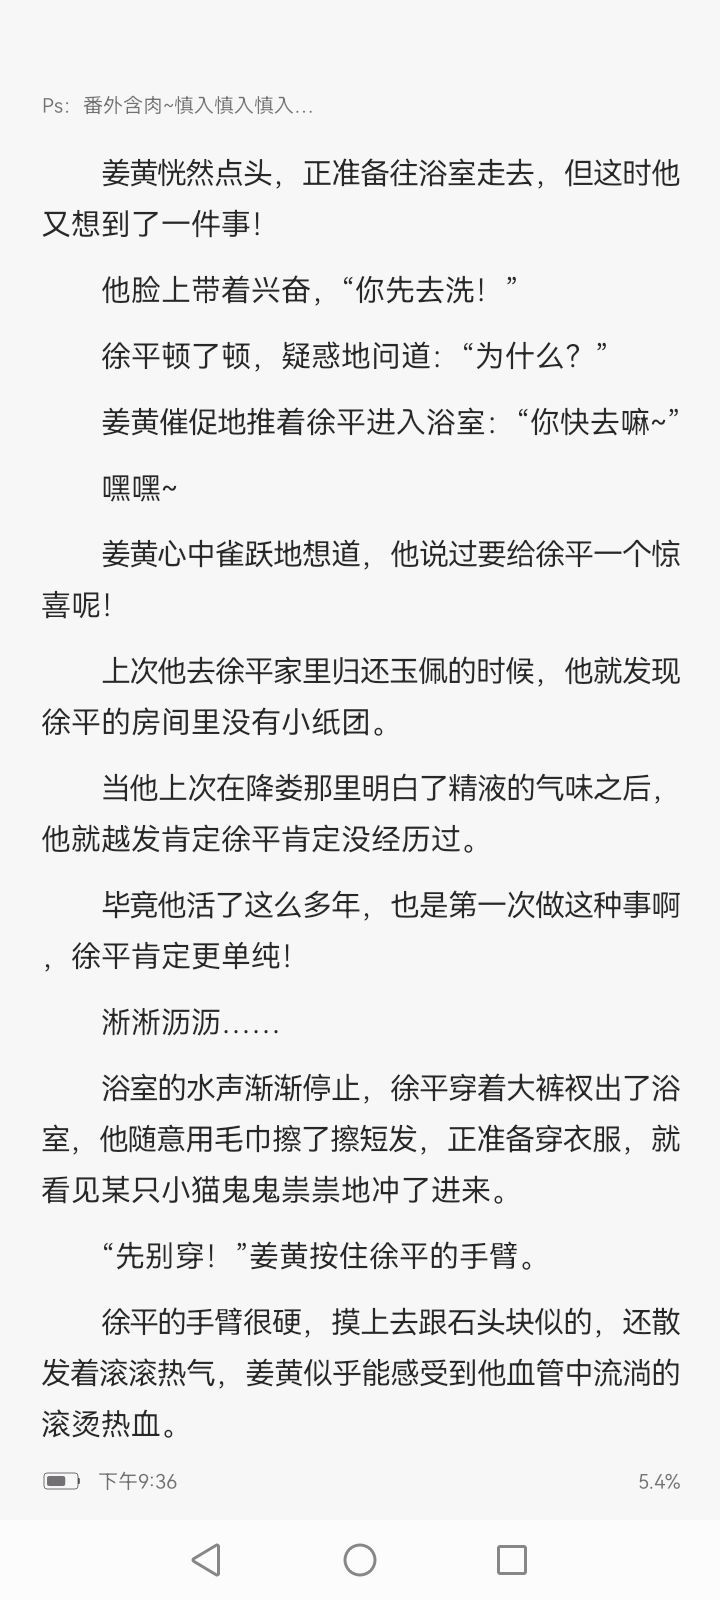 Ps：番外含肉~慎入慎入慎入...
姜黄恍然点头，正准备往浴室走去，但这时他
又想到了一件事！
他脸上带着兴奋，“你先去洗！”
徐平顿了顿，疑惑地问道：“为什么？”
姜黄催促地推着徐平进入浴室：“你快去嘛~”
嘿嘿~
姜黄心中雀跃地想道，他说过要给徐平一个惊
喜呢！
上次他去徐平家里归还玉佩的时候，他就发现
徐平的房间里没有小纸团。
当他上次在降娄那里明白了精液的气味之后，
他就越发肯定徐平肯定没经历过。
毕竟他活了这么多年，也是第一次做这种事啊
，徐平肯定更单纯！
淅淅沥沥……
浴室的水声渐渐停止，徐平穿着大裤衩出了浴
室，他随意用毛巾擦了擦短发，正准备穿衣服，就
看见某只小猫鬼鬼祟祟地冲了进来。
“先别穿！”姜黄按住徐平的手臂。
徐平的手臂很硬，摸上去跟石头块似的，还散
发着滚滚热气，姜黄似乎能感受到他血管中流淌的
滚烫热血。
下午9:36
5.4%